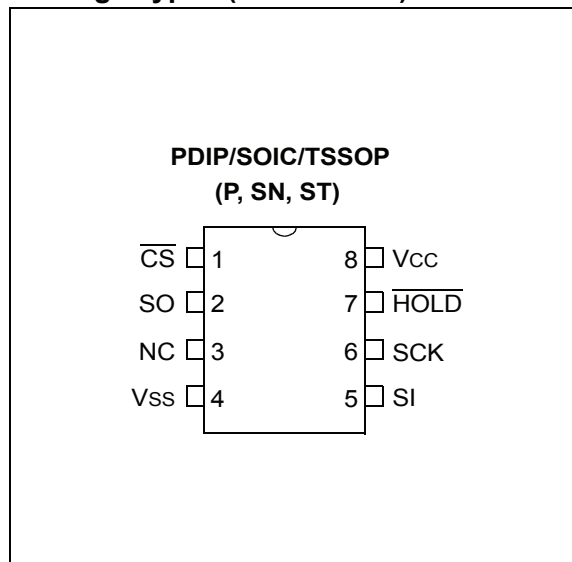 PDIP/SOIC/TSSOP
(P, SN, ST)
CS 1 8 VCC
SO 2 7 HOLD
NC 3 6 SCK
VSS 4 5 SI